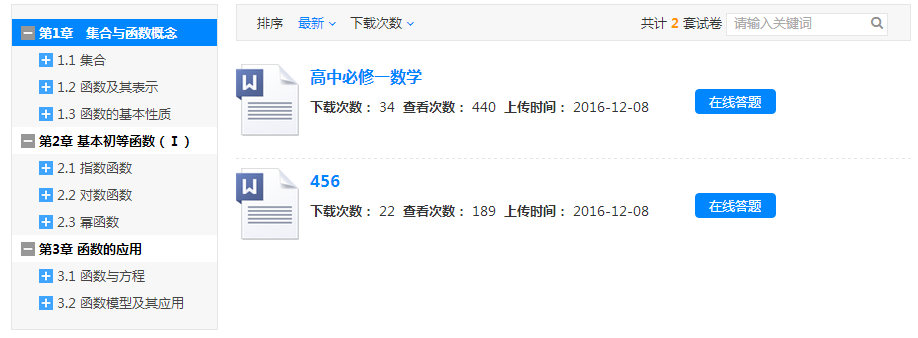 第1章　集合与函数概念
1.1 集合
1.2 函数及其表示
1.3 函数的基本性质
第2章 基本初等函数（Ⅰ）
2.1 指数函数
2.2 对数函数
2.3 幂函数
第3章 函数的应用
3.1 函数与方程
3.2 函数模型及其应用
排序 最新 下载次数 共计 2 套试卷 请输入关键词
W
高中必修一数学
下载次数： 34 查看次数： 440 上传时间： 2016-12-08 在线答题
W
456
下载次数： 22 查看次数： 189 上传时间： 2016-12-08 在线答题